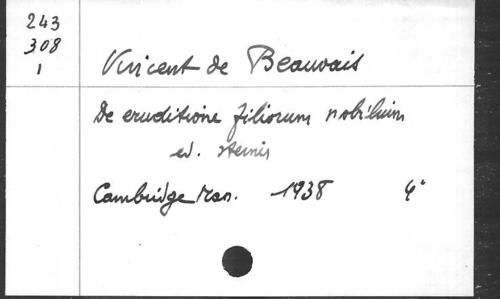 243
308
1
Vincent de Beauvais
De eruditione filiorum nobilium
ed. Steiner
Cambridge Mass. 1938 4°